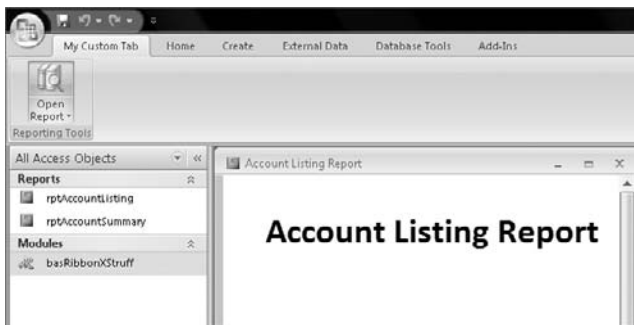 My Custom Tab Home Create External Data Database Tools Add-Ins
Open
Report
Reporting Tools
All Access Objects
Reports
rptAccountListing
rptAccountSummary
Modules
basRibbonXStruff
Account Listing Report
Account Listing Report